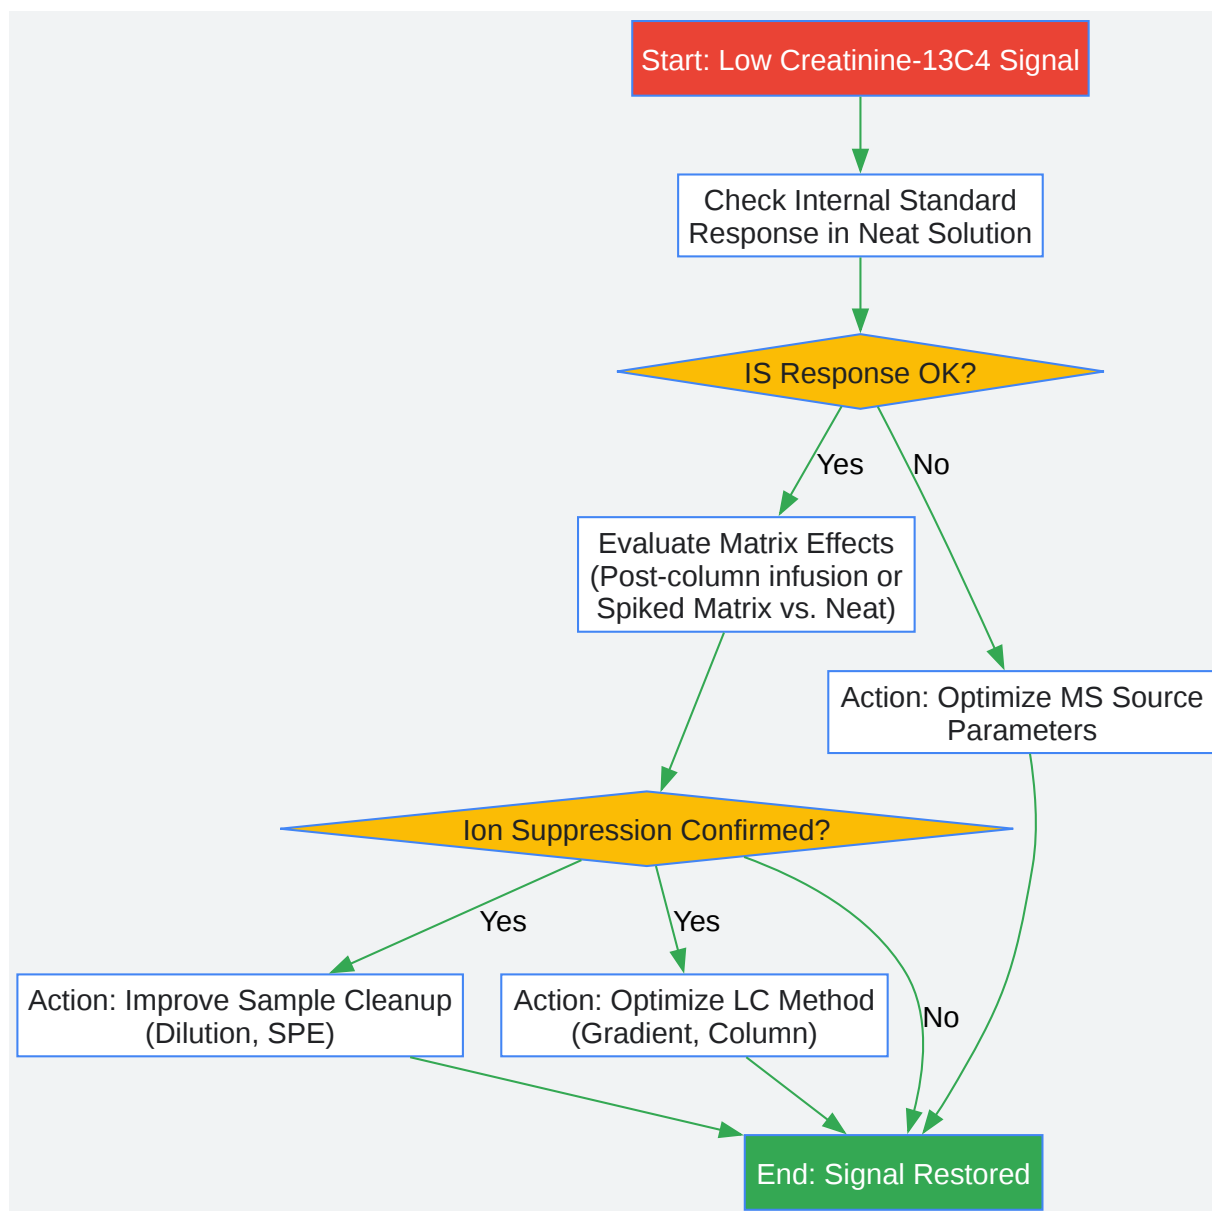 Start: Low Creatinine-13C4 Signal
Check Internal Standard
Response in Neat Solution
IS Response OK?
Yes
No
Evaluate Matrix Effects
(Post-column infusion or
Spiked Matrix vs. Neat)
Action: Optimize MS Source
Parameters
Ion Suppression Confirmed?
Yes
Yes
No
Action: Improve Sample Cleanup
(Dilution, SPE)
Action: Optimize LC Method
(Gradient, Column)
End: Signal Restored